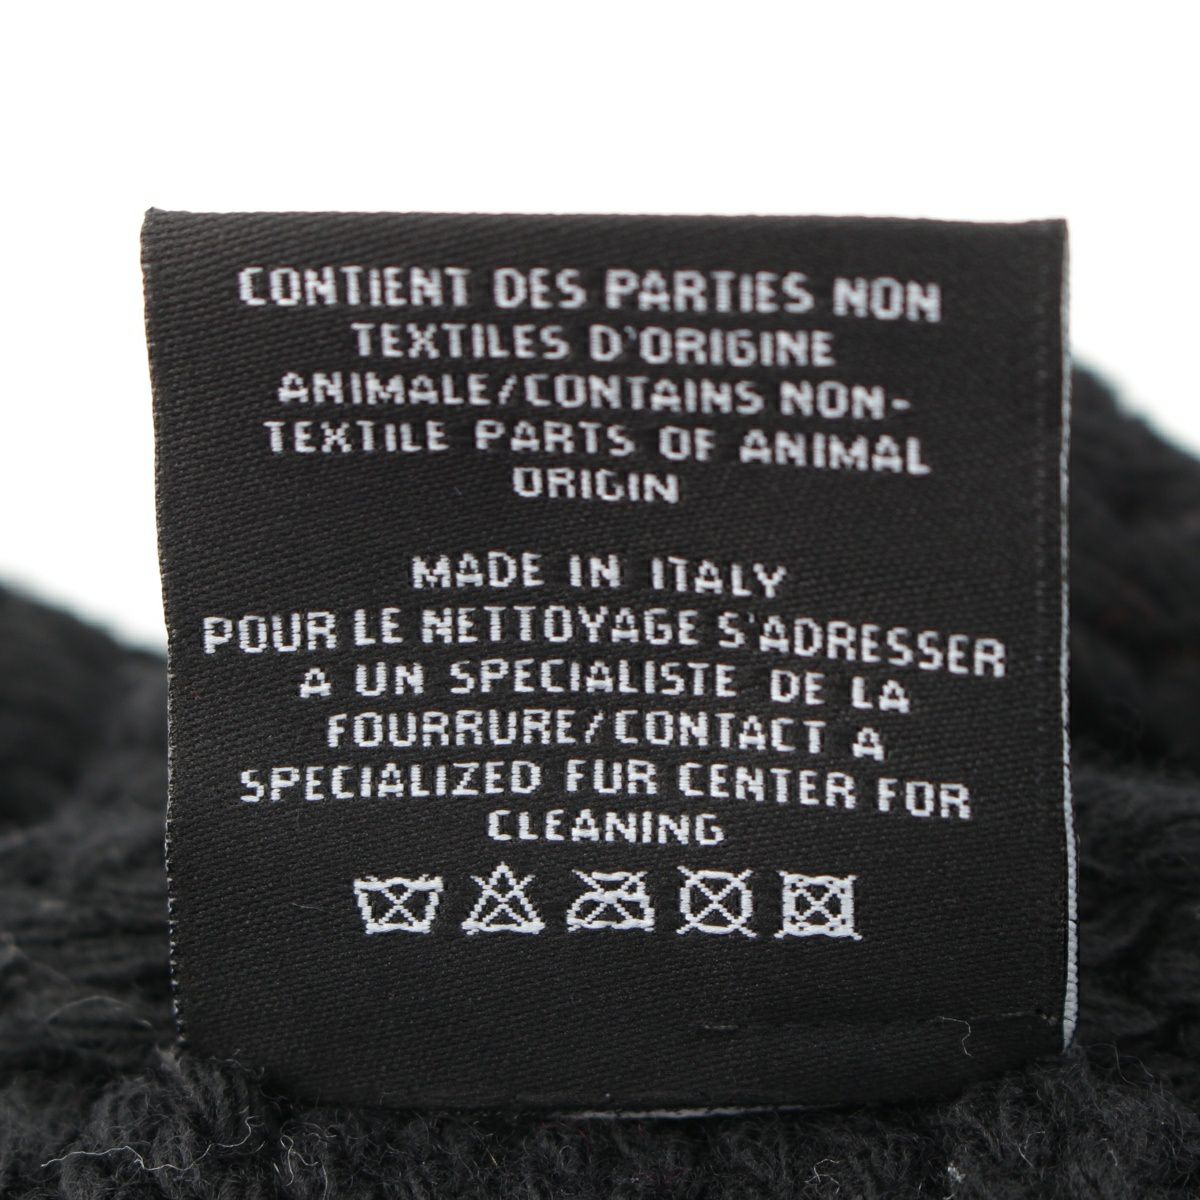 CONTIENT DES PARTIES NON
TEXTILES D'ORIGINE
ANIMALE/CONTAINS NON-
TEXTILE PARTS OF ANIMAL
ORIGIN
MADE IN ITALY
POUR LE NETTOYAGE S'ADRESSER
A UN SPECIALISTE DE LA
FOURRURE/CONTACT A
SPECIALIZED FUR CENTER FOR
CLEANING